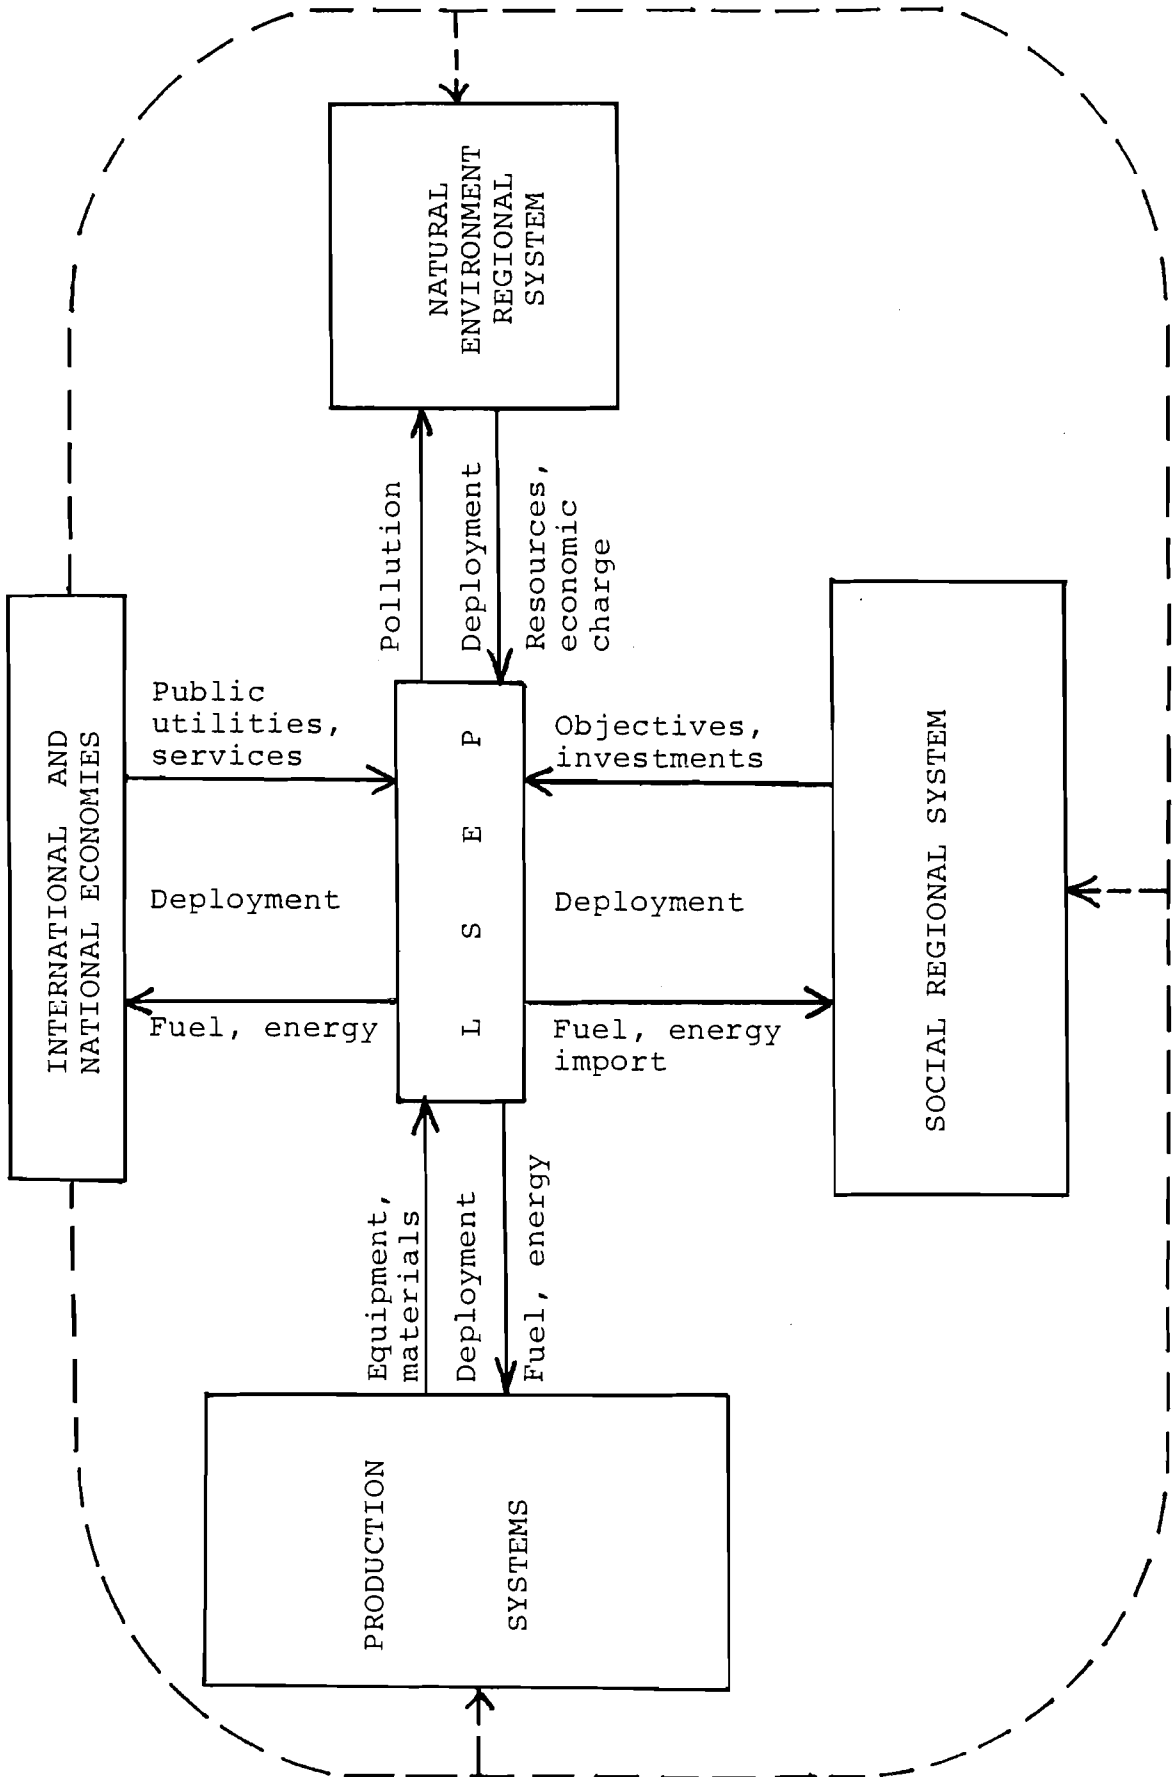 INTERNATIONAL AND
NATIONAL ECONOMIES
Public
utilities,
services
Deployment
Fuel, energy
NATURAL
ENVIRONMENT
REGIONAL
SYSTEM
Pollution
Deployment
Resources,
economic
charge
L S E P
Equipment,
materials
Deployment
Fuel, energy
Objectives,
investments
Deployment
Fuel, energy
import
PRODUCTION
SYSTEMS
SOCIAL REGIONAL SYSTEM